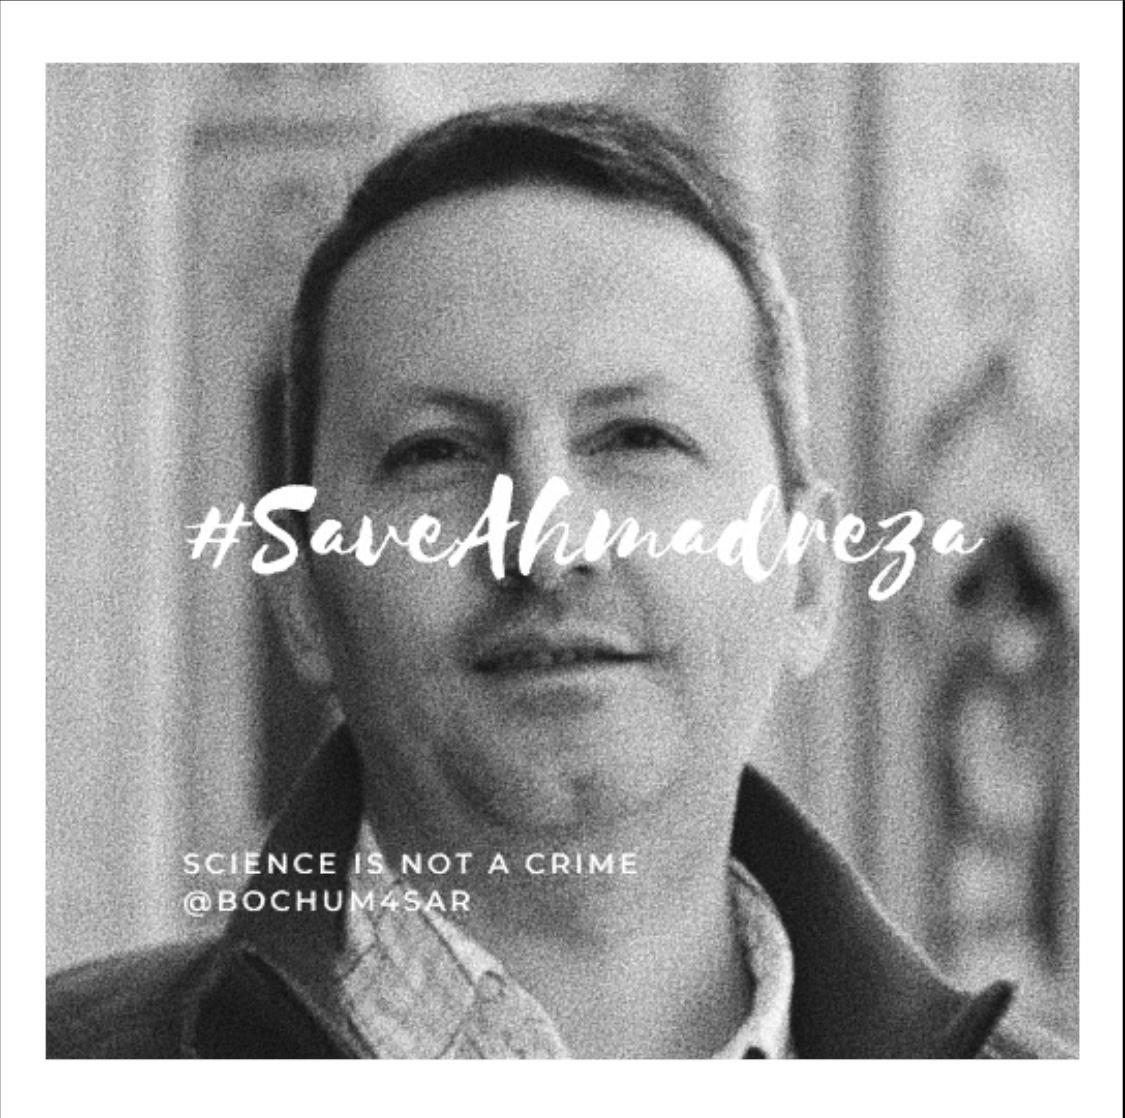 #SaveAhmadreza
SCIENCE IS NOT A CRIME
@BOCHUM4SAR